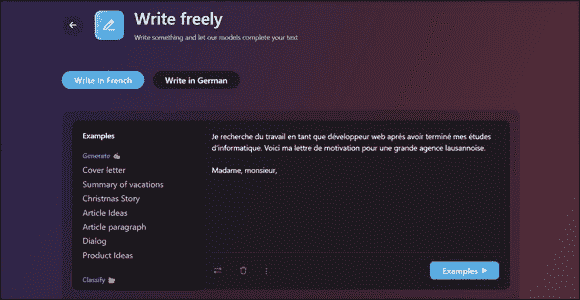 Write freely
Write something and let our models complete your text
Write in French
Write in German
Examples
Generate
Cover letter
Summary of vacations
Christmas Story
Article Ideas
Article paragraph
Dialog
Product Ideas
Classify
Je recherche du travail en tant que développeur web après avoir terminé mes études
d'informatique. Voici ma lettre de motivation pour une grande agence lausannoise.
Madame, monsieur,
Examples